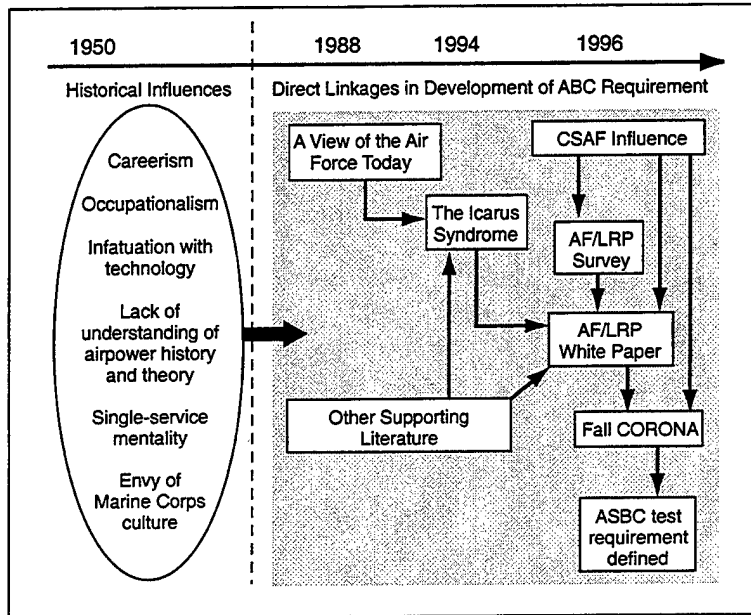 1950
1988
1994
1996
Historical Influences
Direct Linkages in Development of ABC Requirement
Careerism
Occupationalism
Infatuation with
technology
Lack of
understanding of
airpower history
and theory
Single-service
mentality
Envy of
Marine Corps
culture
A View of the Air
Force Today
CSAF Influence
The Icarus
Syndrome
AF/LRP
Survey
AF/LRP
White Paper
Other Supporting
Literature
Fall CORONA
ASBC test
requirement
defined